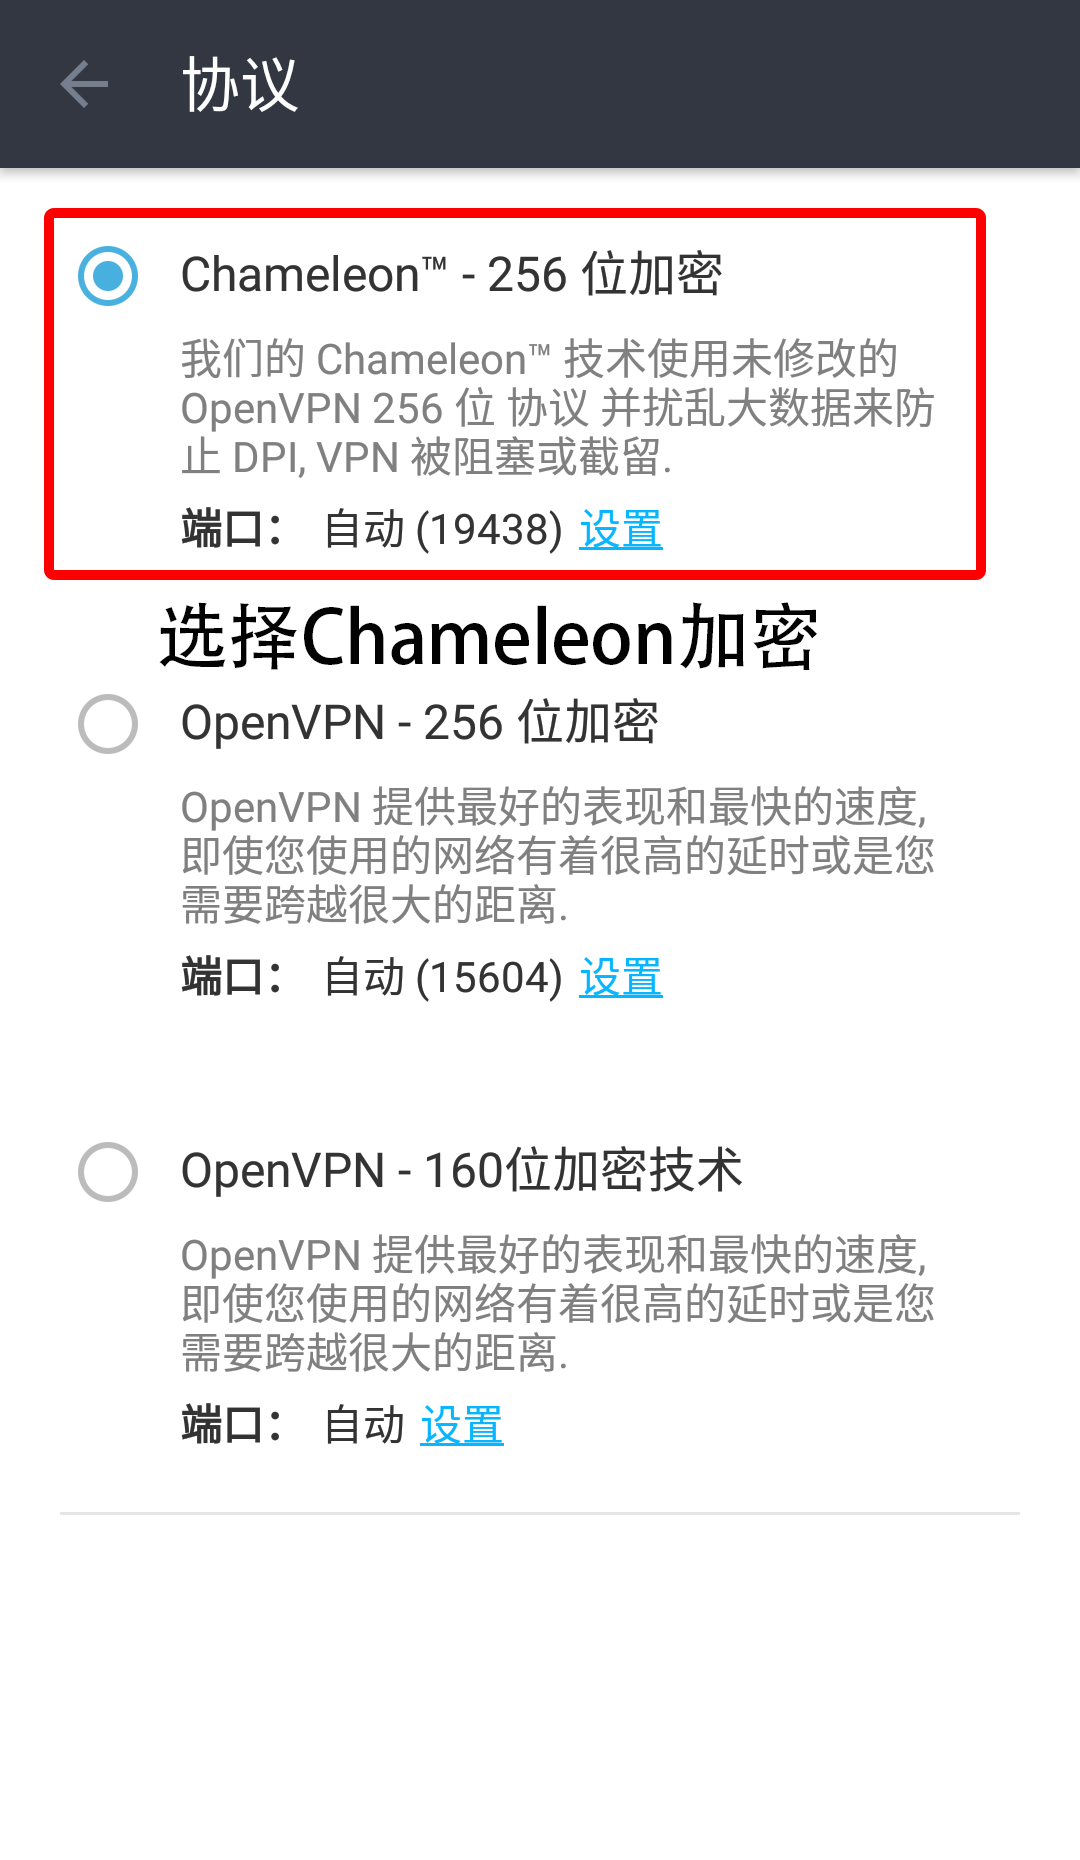 协议
Chameleon™ - 256 位加密
我们的 Chameleon™ 技术使用未修改的
OpenVPN 256 位 协议 并扰乱大数据来防
止 DPI, VPN 被阻塞或截留.
端口： 自动 (19438) 设置
选择Chameleon加密
OpenVPN - 256 位加密
OpenVPN 提供最好的表现和最快的速度,
即使您使用的网络有着很高的延时或是您
需要跨越很大的距离.
端口： 自动 (15604) 设置
OpenVPN - 160位加密技术
OpenVPN 提供最好的表现和最快的速度,
即使您使用的网络有着很高的延时或是您
需要跨越很大的距离.
端口： 自动 设置